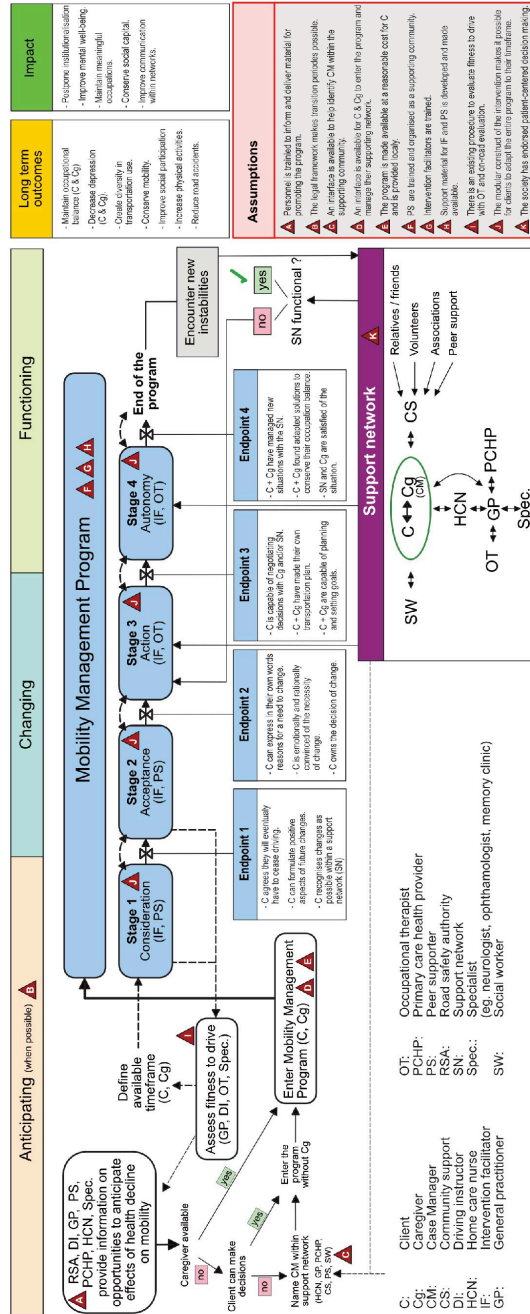 Anticipating (when possible) B
Changing
Functioning
Long term
outcomes
Impact
- Maintain occupational
balance (C & Cg)
- Decrease depression
(C & Cg)
- Create diversity in
transportation use.
- Conserve mobility.
- Improve social participation
- Increase physical activities.
- Reduce road accidents.
- Postpone institutionalisation
- Improve mental well-being.
- Maintain meaningful
occupations.
- Conserve social capital.
- Improve communication
within networks.
A
RSA, DI, GP, PS,
PCHP, HCN, Spec.
provide information on
opportunities to anticipate
effects of health decline
on mobility
Caregiver available
no
yes
Client can make
decisions
no
yes
Name CM within
support network
(HCN, GP, PCHP,
CS, PS, SW)
C
Enter the
program
without Cg
Define
available
timeframe
(C, Cg)
I
Assess fitness to drive
(GP, DI, OT, Spec.)
Enter Mobility Management
Program (C, Cg)
D
E
Mobility Management Program
F
G
H
Stage 1
Consideration
(IF, PS)
J
Stage 2
Acceptance
(IF, PS)
J
Stage 3
Action
(IF, OT)
J
Stage 4
Autonomy
(IF, OT)
J
End of the
program
Encounter new
instabilities
Endpoint 1
- C agrees they will eventually
have to cease driving.
- C can formulate positive
aspects of future changes.
- C recognises changes as
possible within a support
network (SN)
Endpoint 2
- C can express in their own words
reasons for a need to change.
- C is emotionally and rationally
convinced of the necessity
of change.
- C owns the decision of change.
Endpoint 3
- C is capable of negotiating
decisions with Cg and/or SN.
- C + Cg have made their own
transportation plan.
- C + Cg are capable of planning
and setting goals.
Endpoint 4
- C + Cg have managed new
situations with the SN.
- C + Cg found adapted solutions to
conserve their occupation balance.
- SN and Cg are satisfied of the
situation.
no
yes
SN functional ?
Support network
K
SW
C
Cg
(CM)
CS
Relatives / friends
Volunteers
Associations
Peer support
HCN
OT
GP
PCHP
Spec.
Assumptions
A Personnel is trained to inform and deliver material for
promoting the program.
B The legal framework makes transition periods possible.
C An interface is available to help identify CM within the
supporting community.
D An interface is available for C & Cg to enter the program and
manage their supporting network.
E The program is made available at a reasonable cost for C
and is provided locally.
F PS are trained and organised as a supporting community.
G Intervention facilitators are trained.
H Support material for IF and PS is developed and made
available.
I There is an existing procedure to evaluate fitness to drive
with OT and on-road evaluation.
J The modular construct of the intervention makes it possible
for clients to adapt the entire program to their timeframe.
K The society has endorsed patient-centered decision making.
C: Client
Cg: Caregiver
CM: Case Manager
CS: Community support
DI: Driving instructor
HCN: Home care nurse
IF: Intervention facilitator
GP: General practitioner
OT: Occupational therapist
PCHP: Primary care health provider
PS: Peer supporter
RSA: Road safety authority
SN: Support network
Spec.: Specialist
(eg. neurologist, ophthamologist, memory clinic)
SW: Social worker